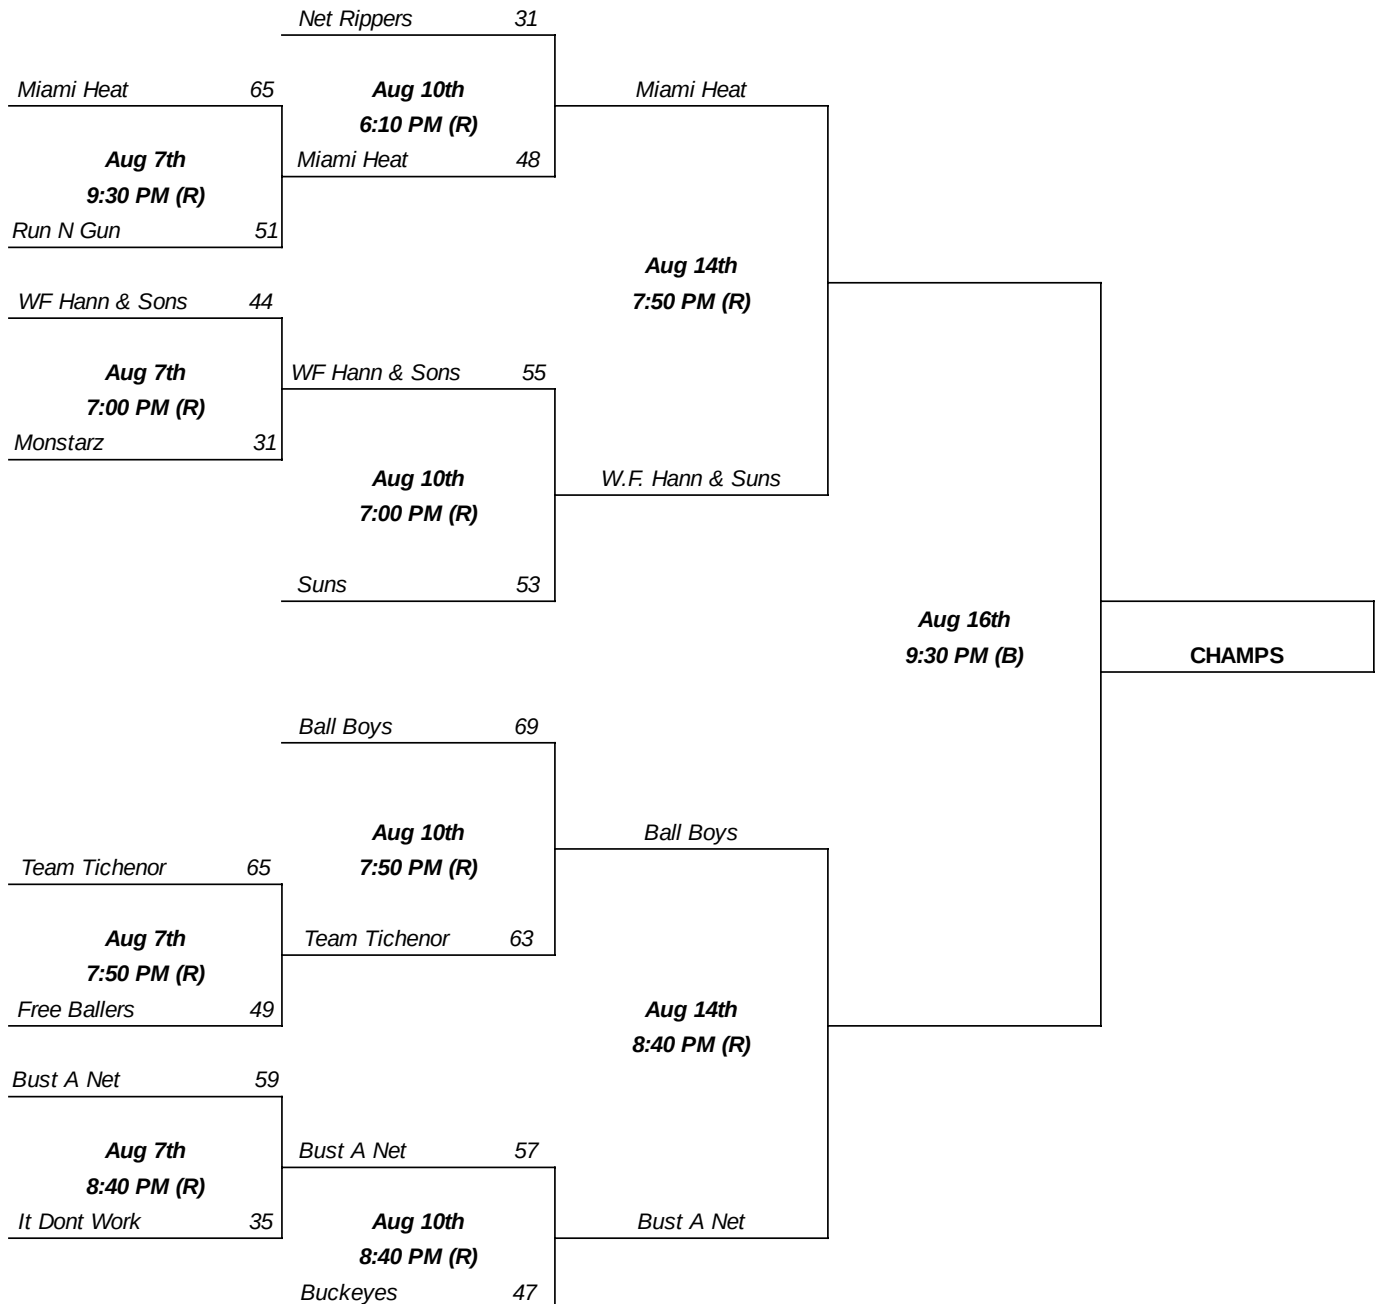 Net Rippers 31
Miami Heat 65
Aug 10th
Miami Heat
6:10 PM (R)
Aug 7th
Miami Heat 48
9:30 PM (R)
Run N Gun 51
Aug 14th
WF Hann & Sons 44
7:50 PM (R)
Aug 7th
WF Hann & Sons 55
7:00 PM (R)
Monstarz 31
Aug 10th
W.F. Hann & Suns
7:00 PM (R)
Suns 53
Aug 16th
9:30 PM (B)
CHAMPS
Ball Boys 69
Aug 10th
Ball Boys
Team Tichenor 65
7:50 PM (R)
Aug 7th
Team Tichenor 63
7:50 PM (R)
Free Ballers 49
Aug 14th
8:40 PM (R)
Bust A Net 59
Aug 7th
Bust A Net 57
8:40 PM (R)
It Dont Work 35
Aug 10th
Bust A Net
8:40 PM (R)
Buckeyes 47